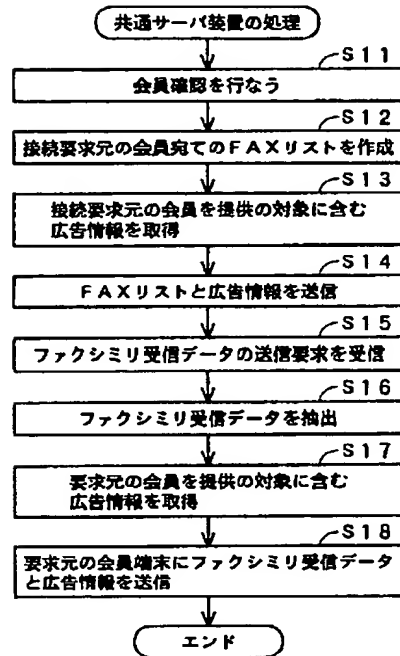 共通サーバ装置の処理
S11
会員確認を行なう
S12
接続要求元の会員宛てのFAXリストを作成
S13
接続要求元の会員を提供の対象に含む
広告情報を取得
S14
FAXリストと広告情報を送信
S15
ファクシミリ受信データの送信要求を受信
S16
ファクシミリ受信データを抽出
S17
要求元の会員を提供の対象に含む
広告情報を取得
S18
要求元の会員端末にファクシミリ受信データ
と広告情報を送信
エンド